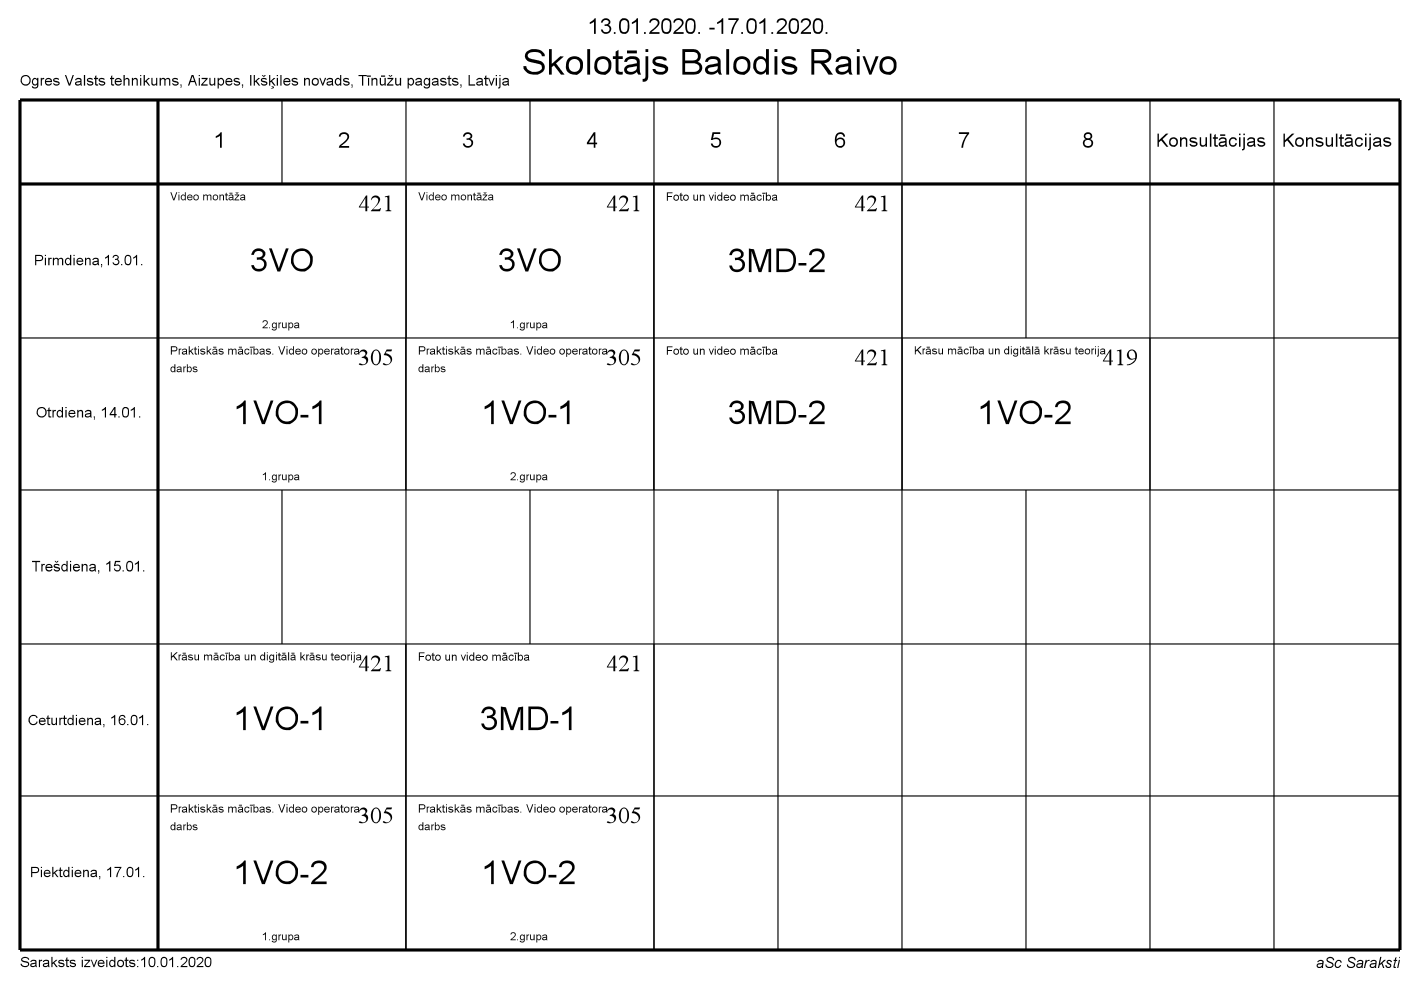 13.01.2020. -17.01.2020.
Skolotājs Balodis Raivo
Ogres Valsts tehnikums, Aizupes, Ikšķiles novads, Tīnūžu pagasts, Latvija
1 2 3 4 5 6 7 8 Konsultācijas Konsultācijas
Pirmdiena,13.01.
Video montāža 421
3VO
2.grupa
Video montāža 421
3VO
1.grupa
Foto un video mācība 421
3MD-2
Otrdiena, 14.01.
Praktiskās mācības. Video operatora 305
darbs
1VO-1
1.grupa
Praktiskās mācības. Video operatora 305
darbs
1VO-1
2.grupa
Foto un video mācība 421
3MD-2
Krāsu mācība un digitālā krāsu teorija 419
1VO-2
Trešdiena, 15.01.
Ceturtdiena, 16.01.
Krāsu mācība un digitālā krāsu teorija 421
1VO-1
Foto un video mācība 421
3MD-1
Piektdiena, 17.01.
Praktiskās mācības. Video operatora 305
darbs
1VO-2
1.grupa
Praktiskās mācības. Video operatora 305
darbs
1VO-2
2.grupa
Saraksts izveidots:10.01.2020
aSc Saraksti